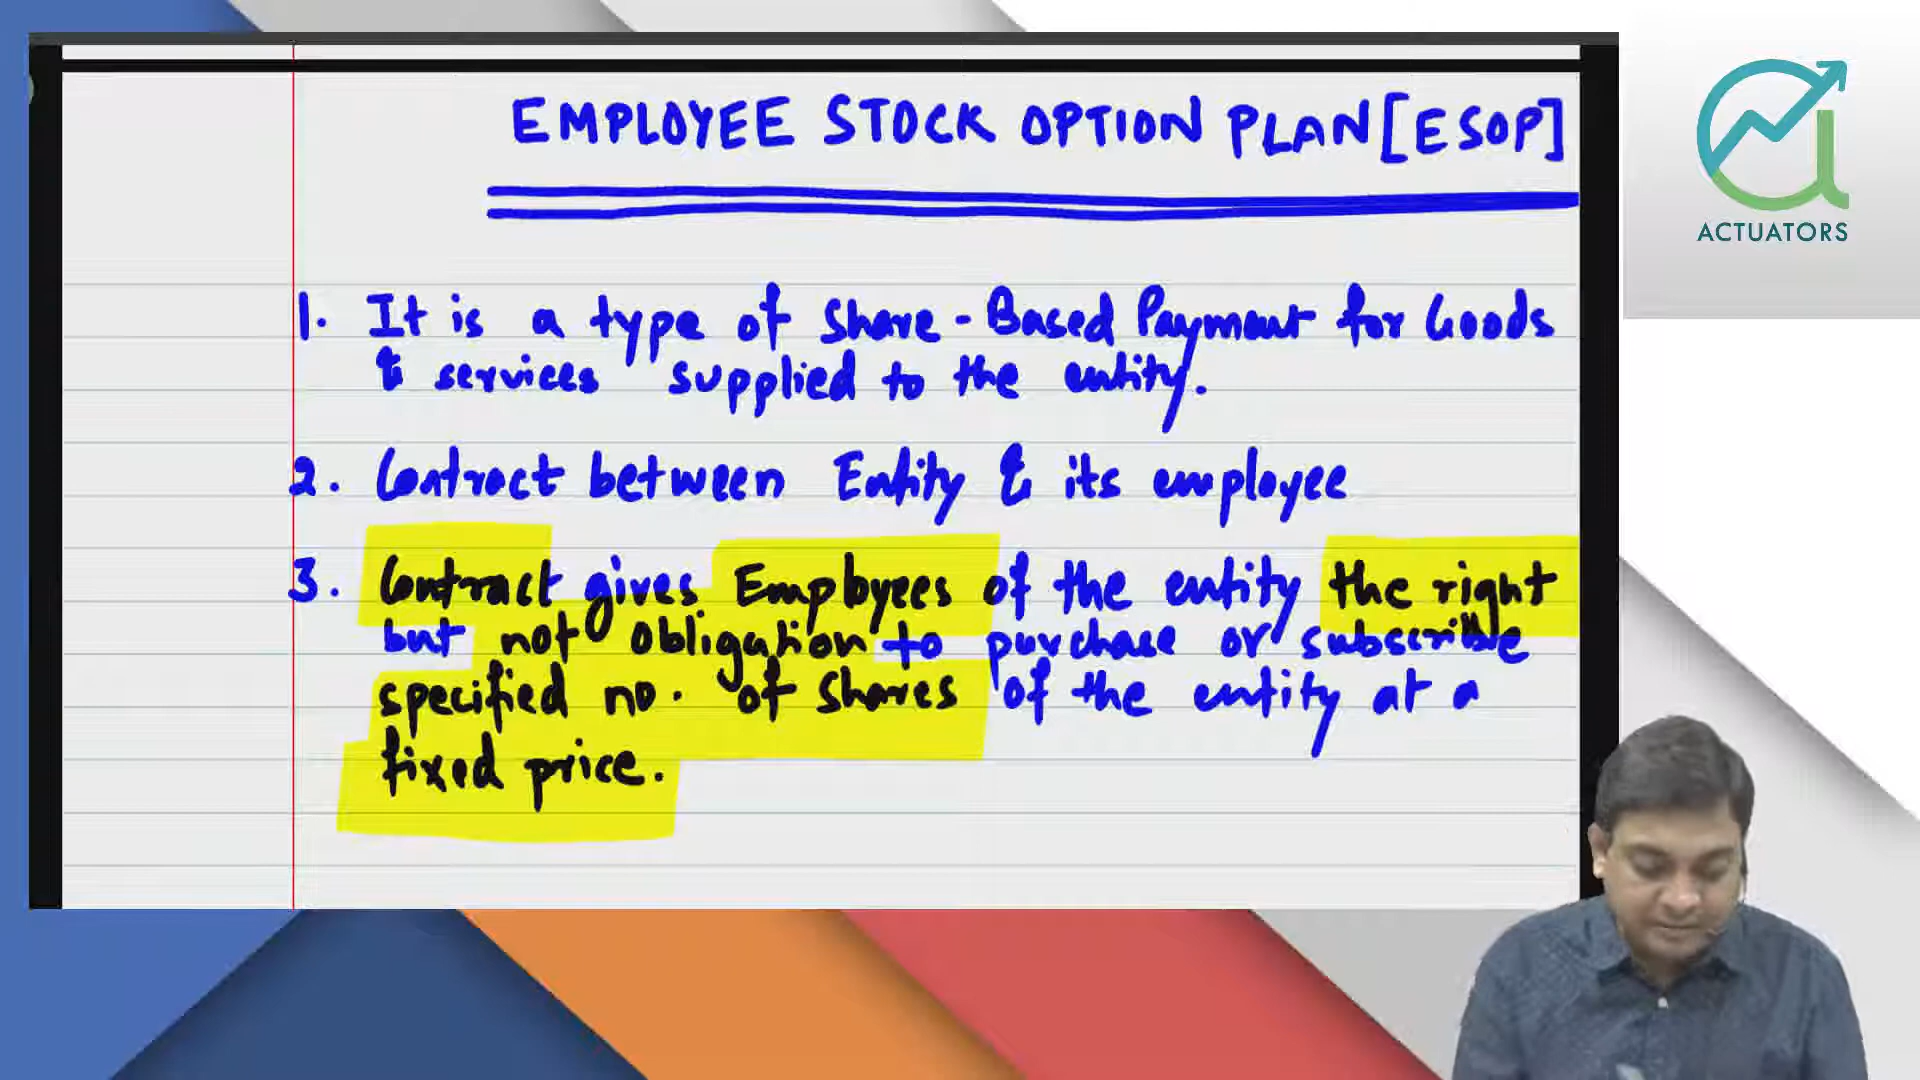 EMPLOYEE STOCK OPTION PLAN [ESOP]
ACTUATORS
1. It is a type of Share-Based Payment for Goods
& services supplied to the entity.
2. Contract between Entity & its employee
3. Contract gives Employees of the entity the right
but not obligation to purchase or subscribe
specified no. of shares of the entity at a
fixed price.